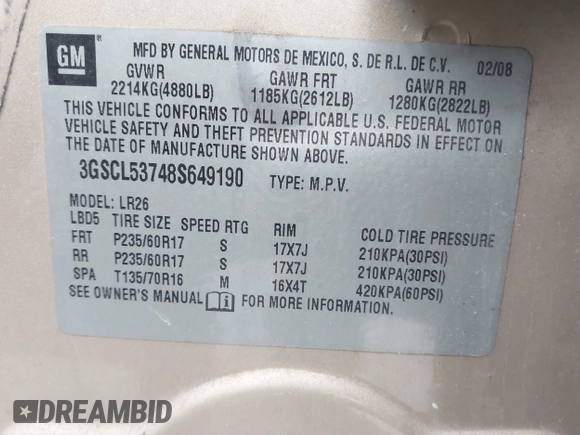 GM
MFD BY GENERAL MOTORS DE MEXICO, S. DE R.L. DE C.V. 02/08
GVWR GAWR FRT GAWR RR
2214KG(4880LB) 1185KG(2612LB) 1280KG(2822LB)
THIS VEHICLE CONFORMS TO ALL APPLICABLE U.S. FEDERAL MOTOR
VEHICLE SAFETY AND THEFT PREVENTION STANDARDS IN EFFECT ON
THE DATE OF MANUFACTURE SHOWN ABOVE.
3GSCL53748S649190 TYPE: M.P.V.
MODEL: LR26
LBD5 TIRE SIZE SPEED RTG RIM COLD TIRE PRESSURE
FRT P235/60R17 S 17X7J 210KPA(30PSI)
RR P235/60R17 S 17X7J 210KPA(30PSI)
SPA T135/70R16 M 16X4T 420KPA(60PSI)
SEE OWNER'S MANUAL FOR MORE INFORMATION.
DREAMBID